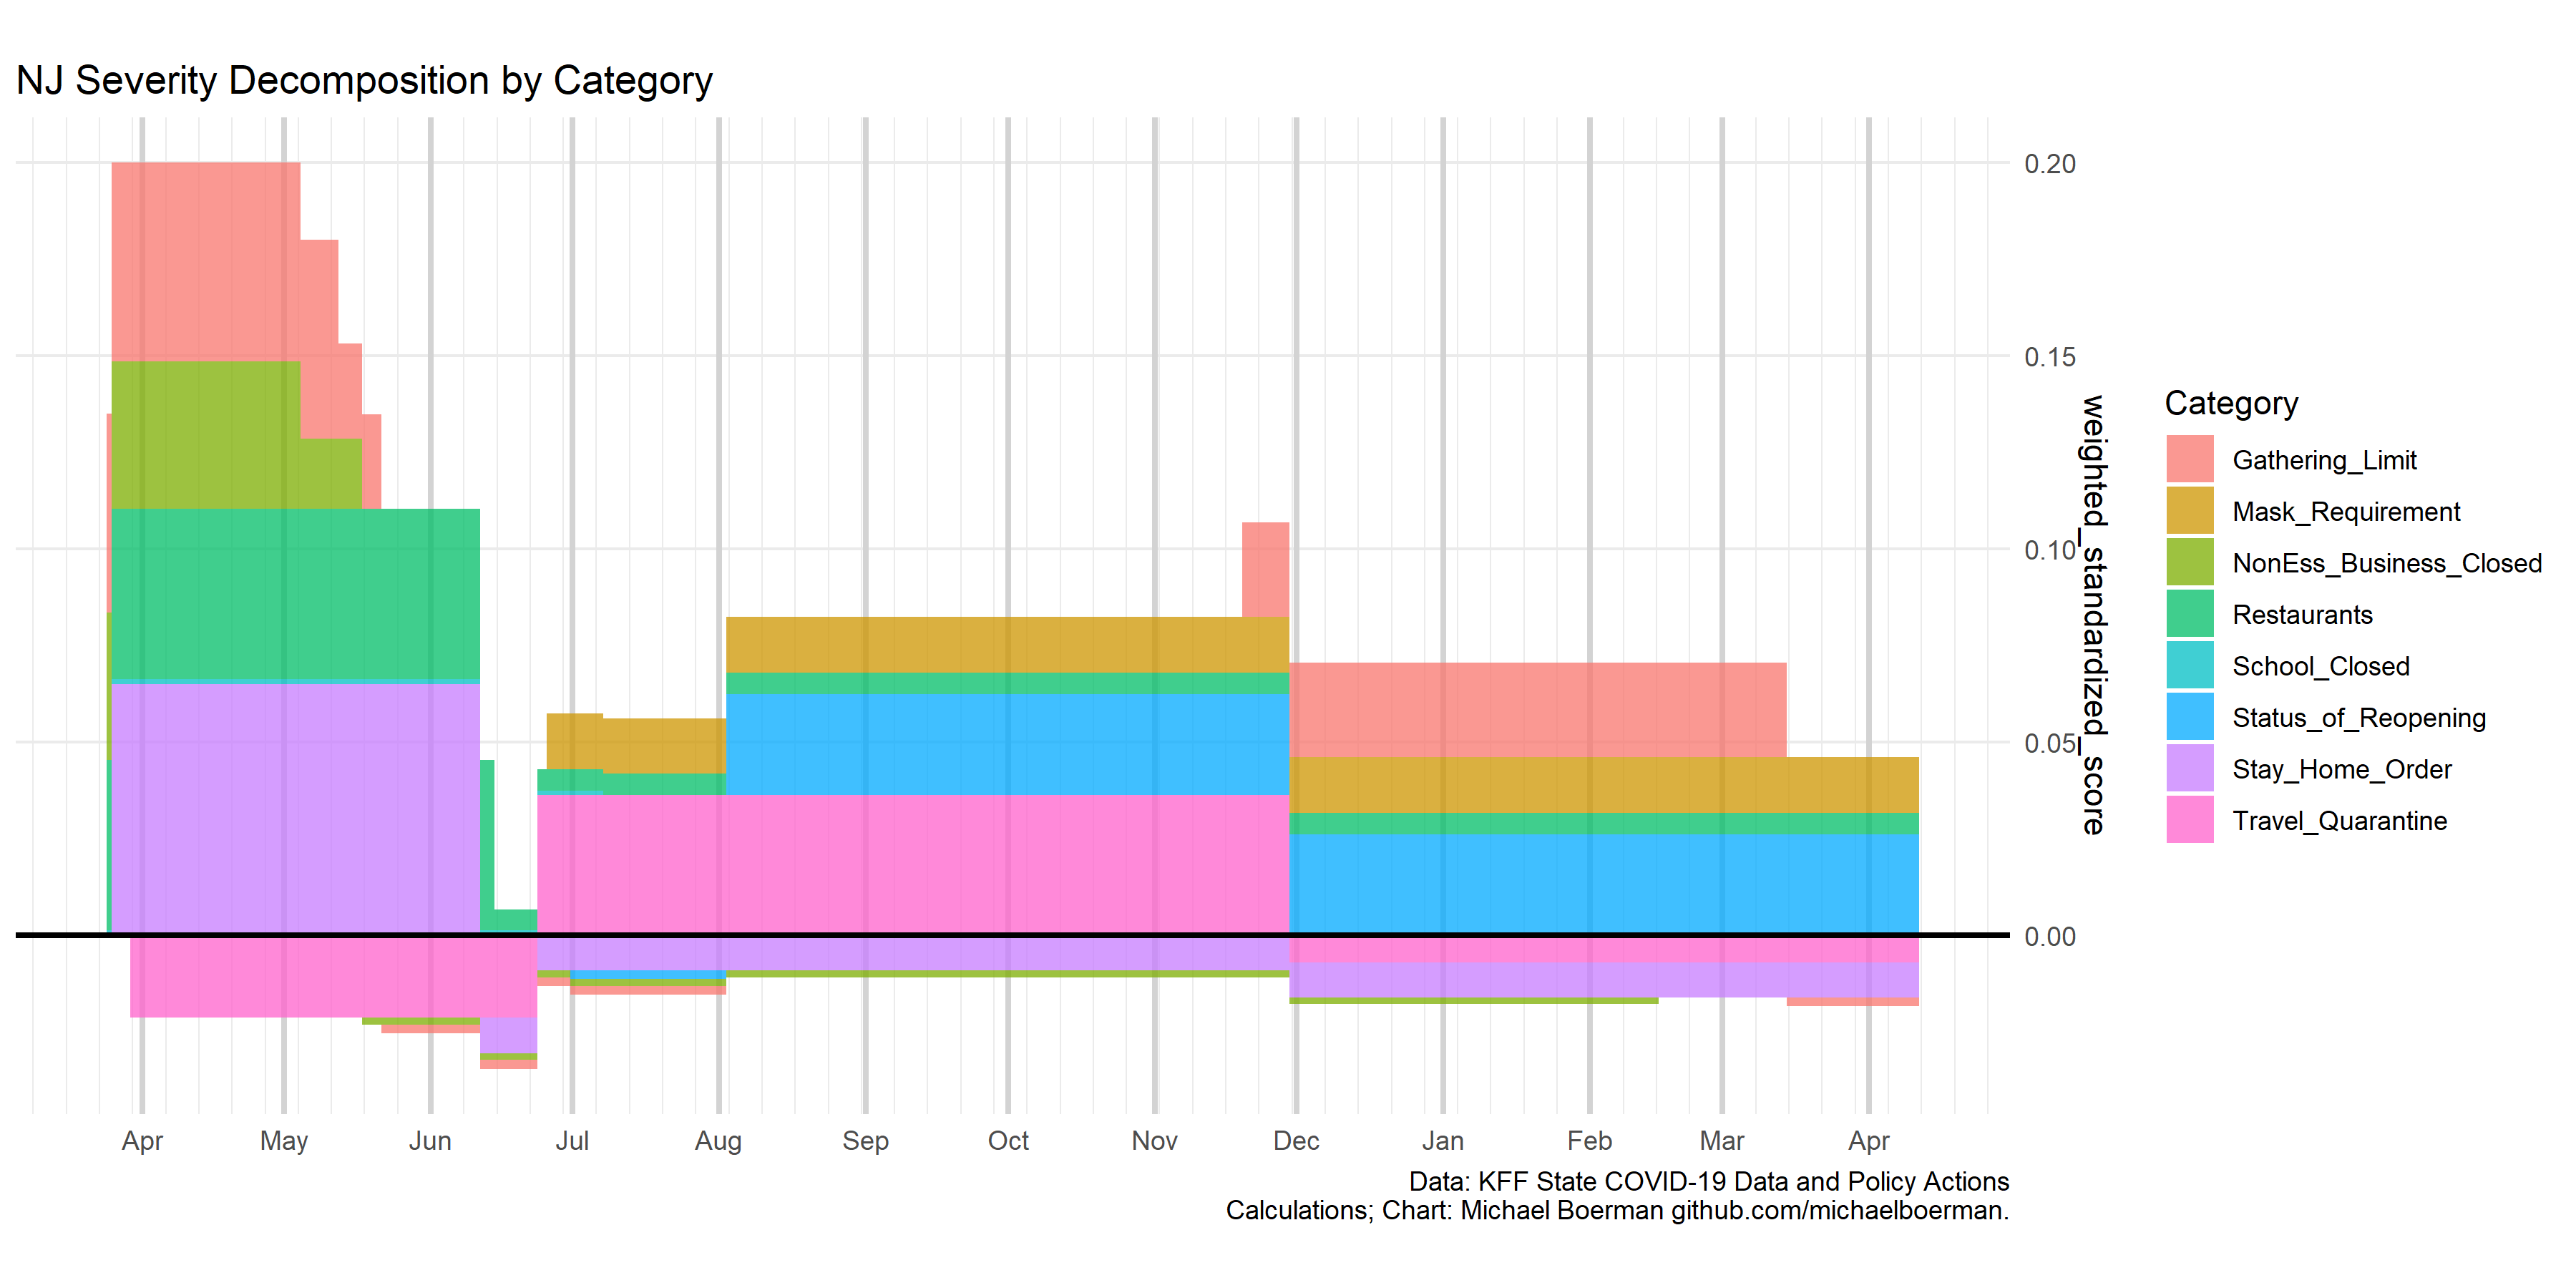 NJ Severity Decomposition by Category
0.20
0.15
0.10
0.05
0.00
weighted_standardized_score
Apr May Jun Jul Aug Sep Oct Nov Dec Jan Feb Mar Apr
Data: KFF State COVID-19 Data and Policy Actions
Calculations; Chart: Michael Boerman github.com/michaelboerman.
Category
Gathering_Limit
Mask_Requirement
NonEss_Business_Closed
Restaurants
School_Closed
Status_of_Reopening
Stay_Home_Order
Travel_Quarantine